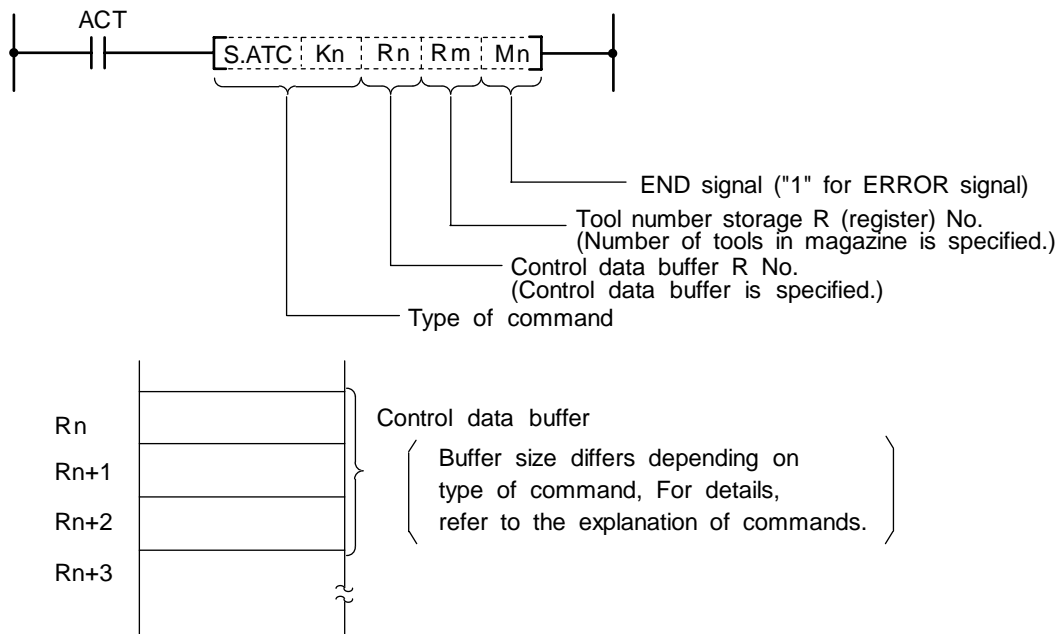 ACT
S.ATC Kn Rn Rm Mn
END signal ("1" for ERROR signal)
Tool number storage R (register) No.
(Number of tools in magazine is specified.)
Control data buffer R No.
(Control data buffer is specified.)
Type of command
Rn
Control data buffer
Buffer size differs depending on
type of command, For details,
refer to the explanation of commands.
Rn+1
Rn+2
Rn+3